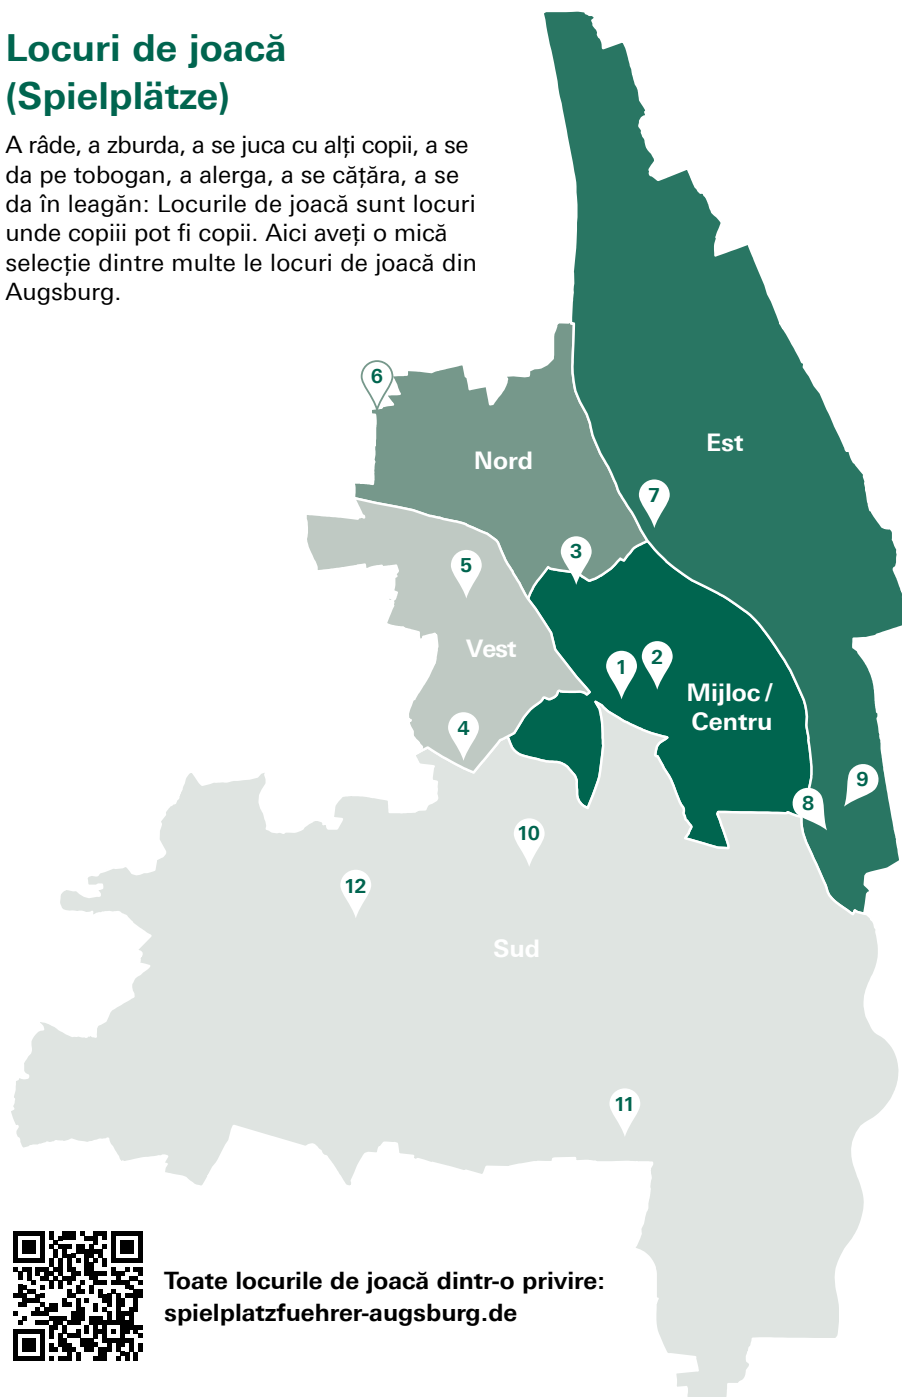 Locuri de joacă
(Spielplätze)
A râde, a zburda, a se juca cu alți copii, a se
da pe tobogan, a alerga, a se cățăra, a se
da în leagăn: Locurile de joacă sunt locuri
unde copiii pot fi copii. Aici aveți o mică
selecție dintre multe le locuri de joacă din
Augsburg.
6
Nord
Est
7
3
5
Vest
1
2
Mijloc /
Centru
4
9
8
10
12
Sud
11
Toate locurile de joacă dintr-o privire:
spielplatzfuehrer-augsburg.de